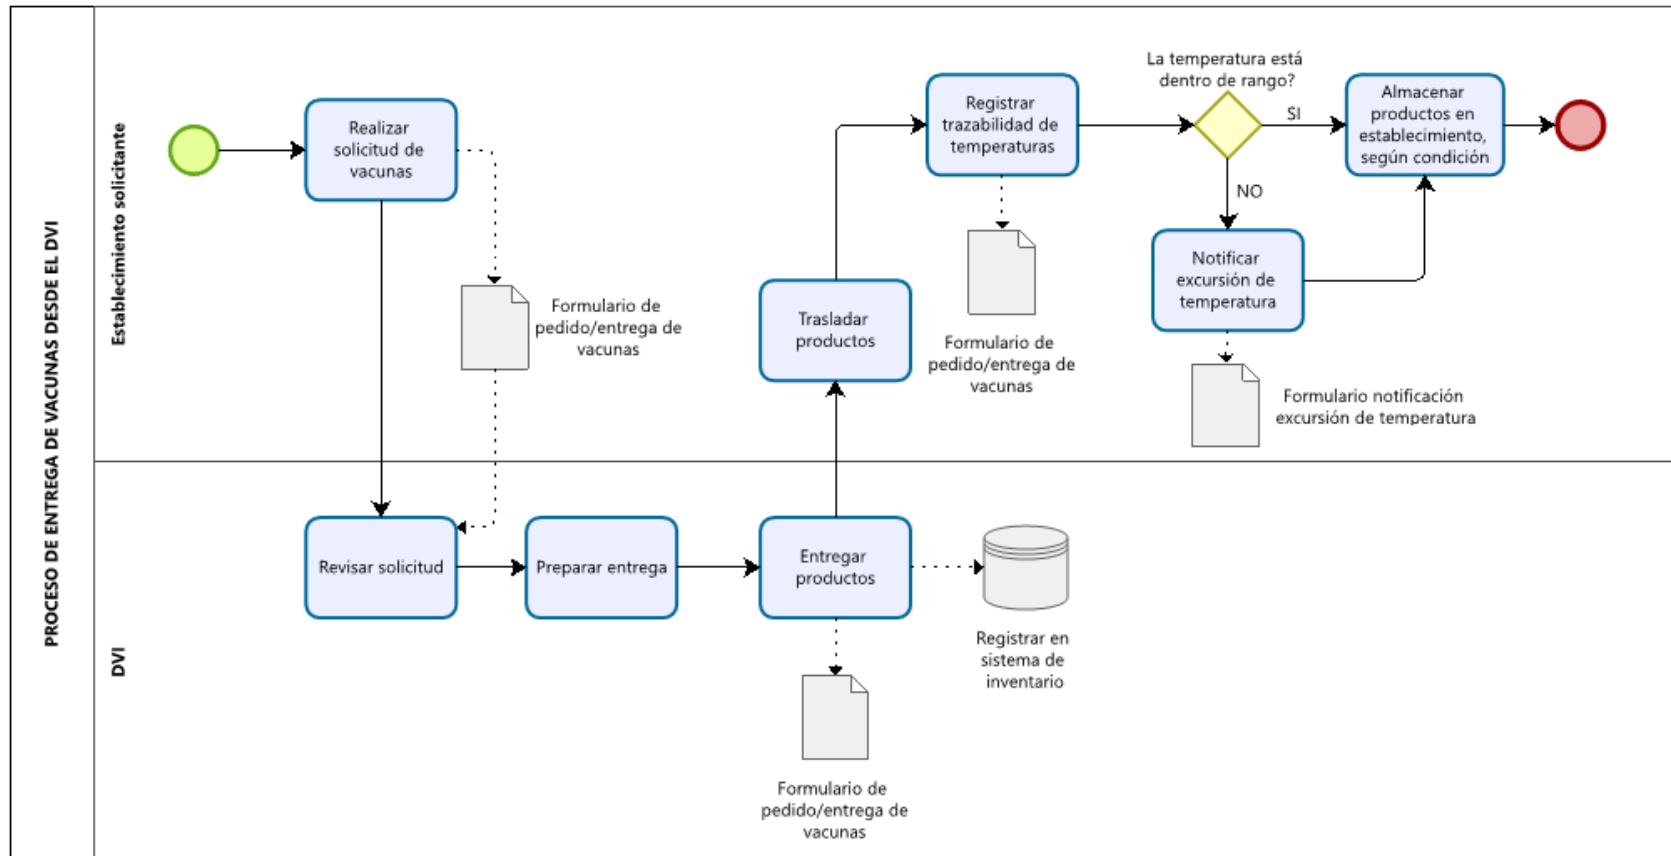 PROCESO DE ENTREGA DE VACUNAS DESDE EL DVI
Establecimiento solicitante
Realizar
solicitud de
vacunas
Formulario de
pedido/entrega de
vacunas
Trasladar
productos
Registrar
trazabilidad de
temperaturas
Formulario de
pedido/entrega de
vacunas
La temperatura está
dentro de rango?
SI
NO
Notificar
excursión de
temperatura
Formulario notificación
excursión de temperatura
Almacenar
productos en
establecimiento,
según condición
DVI
Revisar solicitud
Preparar entrega
Entregar
productos
Registrar en
sistema de
inventario
Formulario de
pedido/entrega de
vacunas